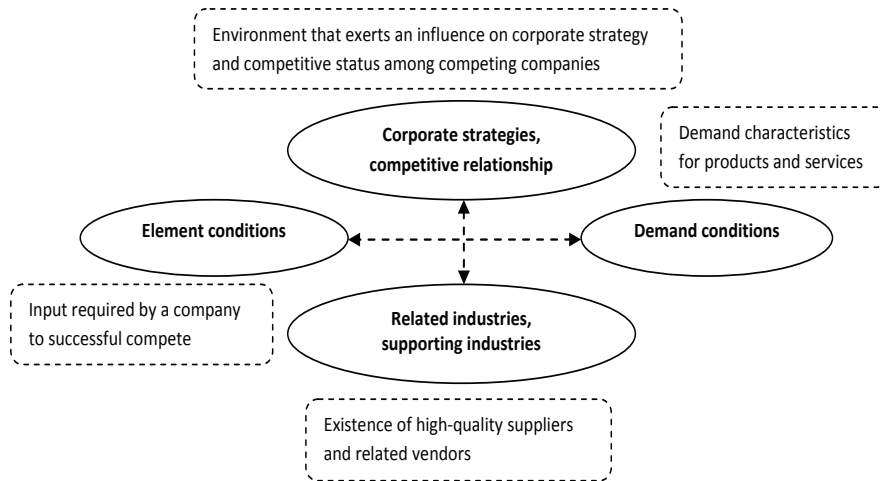 Environment that exerts an influence on corporate strategy
and competitive status among competing companies
Corporate strategies,
competitive relationship
Demand characteristics
for products and services
Element conditions
Demand conditions
Input required by a company
to successful compete
Related industries,
supporting industries
Existence of high-quality suppliers
and related vendors